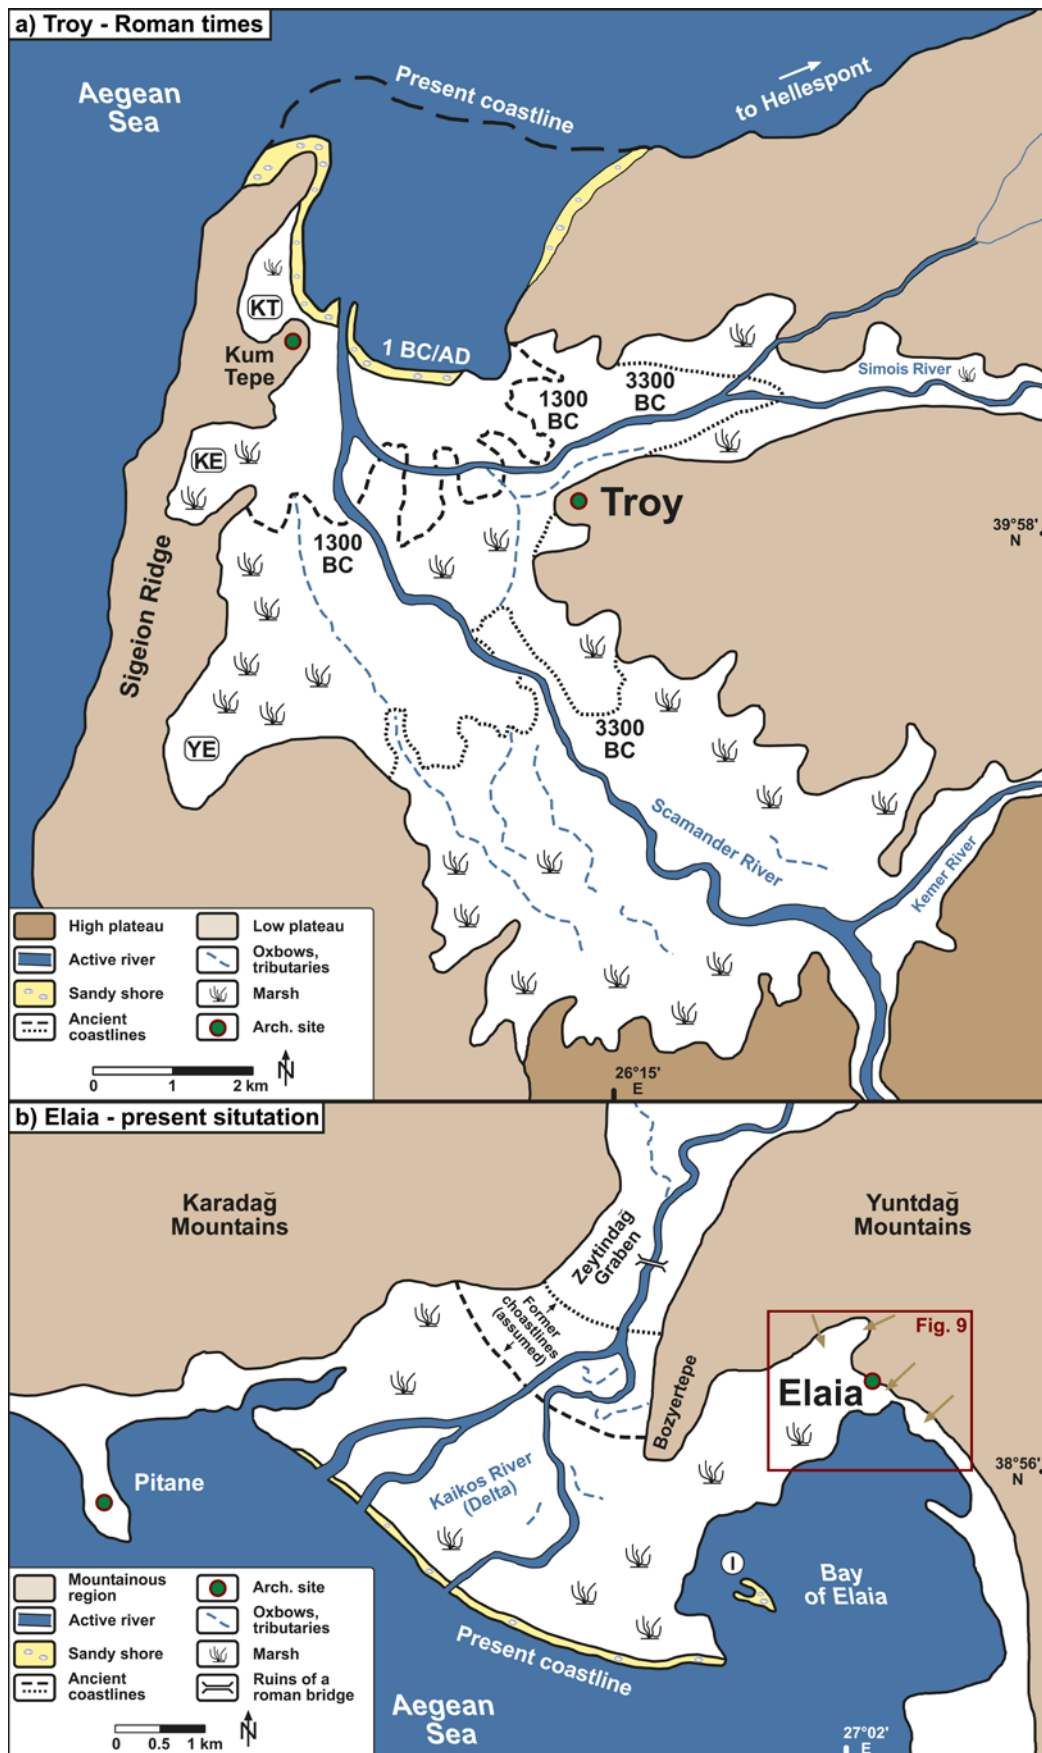 a) Troy - Roman times
Aegean
Sea
Present coastline
to Hellespont
KT
Kum
Tepe
1 BC/AD
1300
BC
3300
BC
Simois River
KE
Troy
39°58'
N
1300
BC
Sigeion Ridge
YE
3300
BC
Scamander River
Kemer River
High plateau
Low plateau
Active river
Oxbows,
tributaries
Sandy shore
Marsh
Ancient
coastlines
Arch. site
0 1 2 km
N
26°15'
E
b) Elaia - present situtation
Karadağ
Mountains
Zeytindağ
Graben
Yuntdağ
Mountains
Former
choastlines
(assumed)
Fig. 9
Elaia
Bozyertepe
38°56'
N
Pitane
Kaikos River
(Delta)
I
Bay
of Elaia
Present coastline
Aegean
Sea
Mountainous
region
Arch. site
Active river
Oxbows,
tributaries
Sandy shore
Marsh
Ancient
coastlines
Ruins of a
roman bridge
0 0.5 1 km
N
27°02'
E